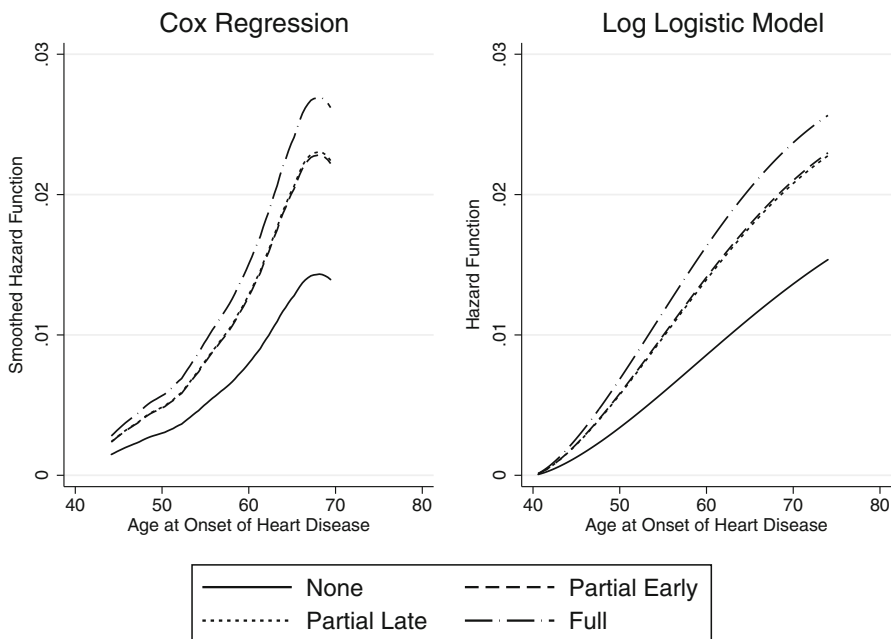 Cox Regression
Smoothed Hazard Function
.03
.02
.01
0
40 50 60 70 80
Age at Onset of Heart Disease
Log Logistic Model
Hazard Function
.03
.02
.01
0
40 50 60 70 80
Age at Onset of Heart Disease
None
Partial Early
Partial Late
Full